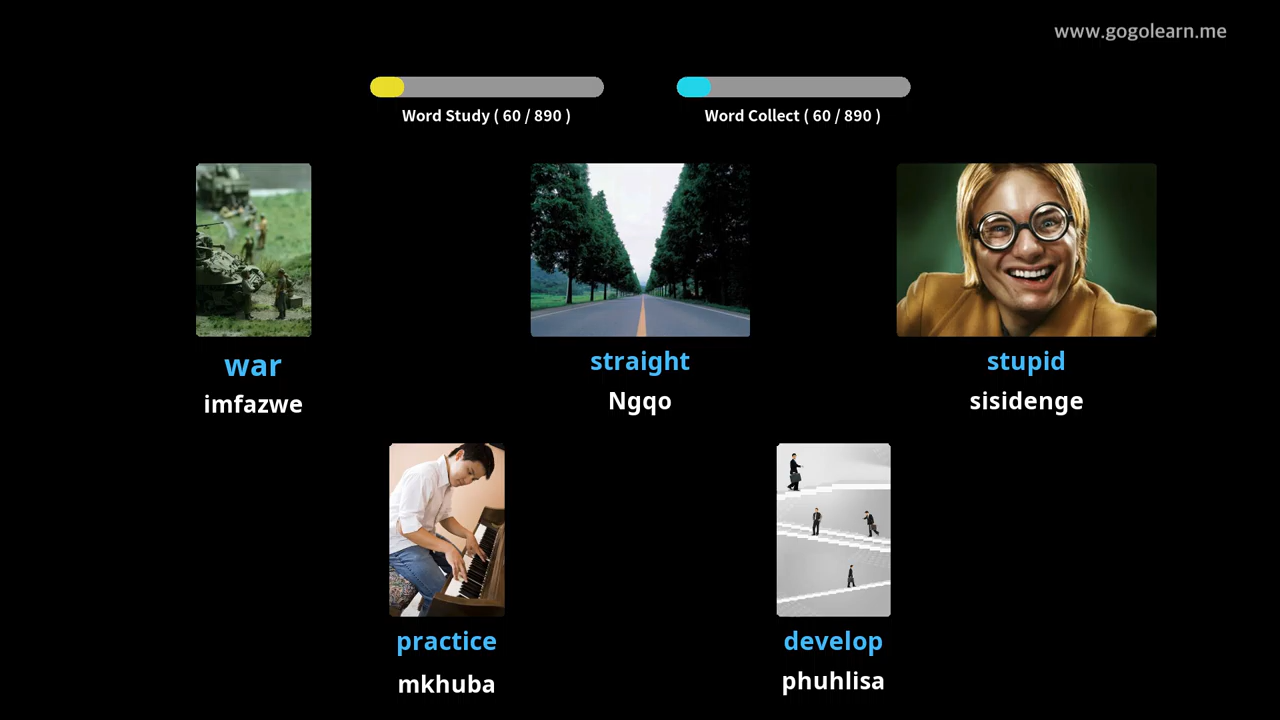 www.gogolearn.me
Word Study ( 60 / 890 )
Word Collect ( 60 / 890 )
war
imfazwe
straight
Ngqo
stupid
sisidenge
practice
mkhuba
develop
phuhlisa